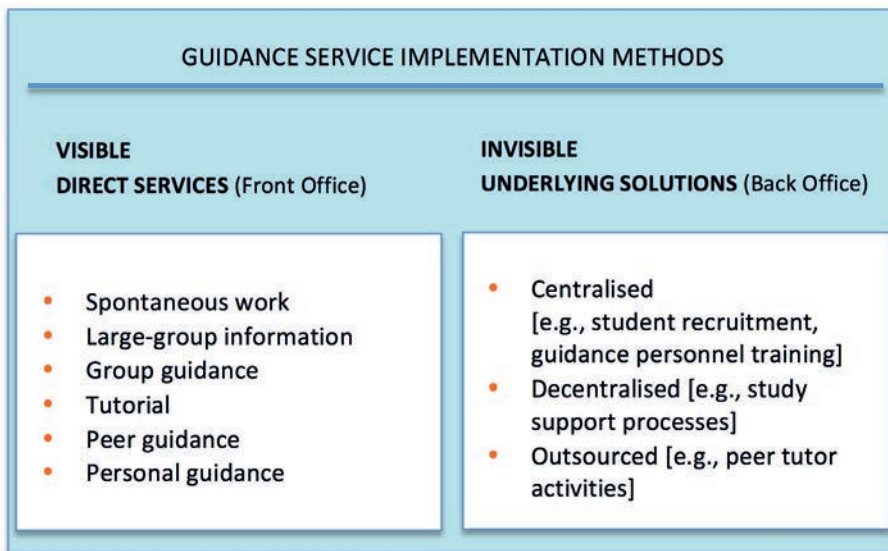 GUIDANCE SERVICE IMPLEMENTATION METHODS
VISIBLE
DIRECT SERVICES (Front Office)
• Spontaneous work
• Large-group information
• Group guidance
• Tutorial
• Peer guidance
• Personal guidance
INVISIBLE
UNDERLYING SOLUTIONS (Back Office)
• Centralised
[e.g., student recruitment,
guidance personnel training]
• Decentralised [e.g., study
support processes]
• Outsourced [e.g., peer tutor
activities]